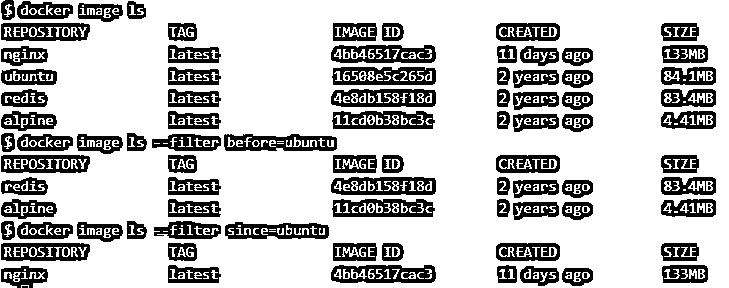 $ docker image ls
REPOSITORY TAG IMAGE ID CREATED SIZE
nginx latest 4bb46517cac3 11 days ago 133MB
ubuntu latest 16508e5c265d 2 years ago 84.1MB
redis latest 4e8db158f18d 2 years ago 83.4MB
alpine latest 11cd0b38bc3c 2 years ago 4.41MB
$ docker image ls --filter before=ubuntu
REPOSITORY TAG IMAGE ID CREATED SIZE
redis latest 4e8db158f18d 2 years ago 83.4MB
alpine latest 11cd0b38bc3c 2 years ago 4.41MB
$ docker image ls --filter since=ubuntu
REPOSITORY TAG IMAGE ID CREATED SIZE
nginx latest 4bb46517cac3 11 days ago 133MB